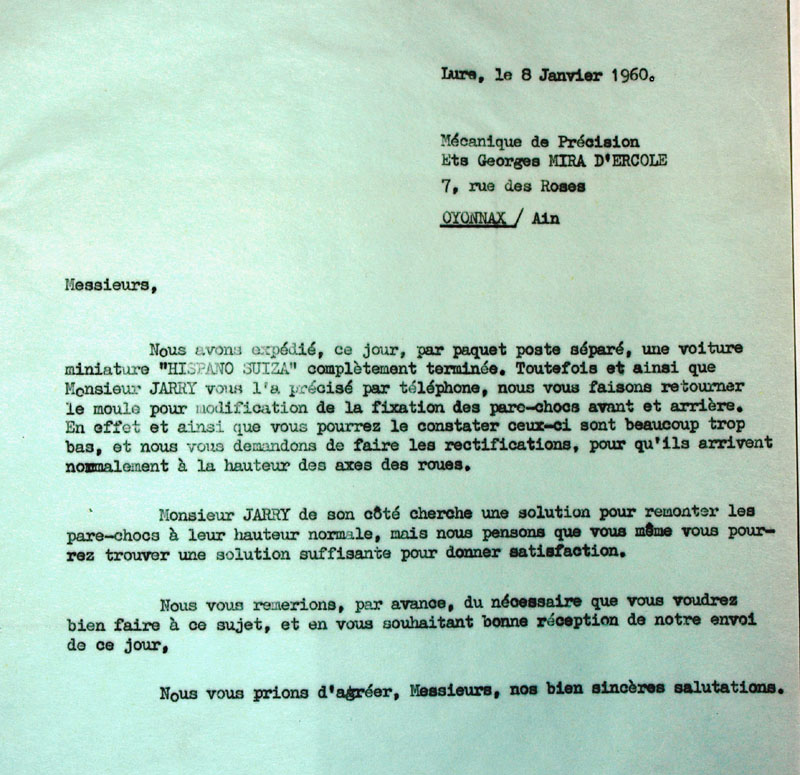 Lure, le 8 Janvier 1960.
Mécanique de Précision
Ets Georges MIRA D'ERCOLE
7, rue des Roses
OYONNAX / Ain
Messieurs,
Nous avons expédié, ce jour, par paquet poste séparé, une voiture
miniature "HISPANO SUIZA" complètement terminée. Toutefois et ainsi que
Monsieur JARRY vous l'a précisé par téléphone, nous vous faisons retourner
le moule pour modification de la fixation des pare-chocs avant et arrière.
En effet et ainsi que vous pourrez le constater ceux-ci sont beaucoup trop
bas, et nous vous demandons de faire les rectifications, pour qu'ils arrivent
normalement à la hauteur des axes des roues.
Monsieur JARRY de son côté cherche une solution pour remonter les
pare-chocs à leur hauteur normale, mais nous pensons que vous même vous pour-
rez trouver une solution suffisante pour donner satisfaction.
Nous vous remerions, par avance, du nécessaire que vous voudrez
bien faire à ce sujet, et en vous souhaitant bonne réception de notre envoi
de ce jour,
Nous vous prions d'agréer, Messieurs, nos bien sincères salutations.